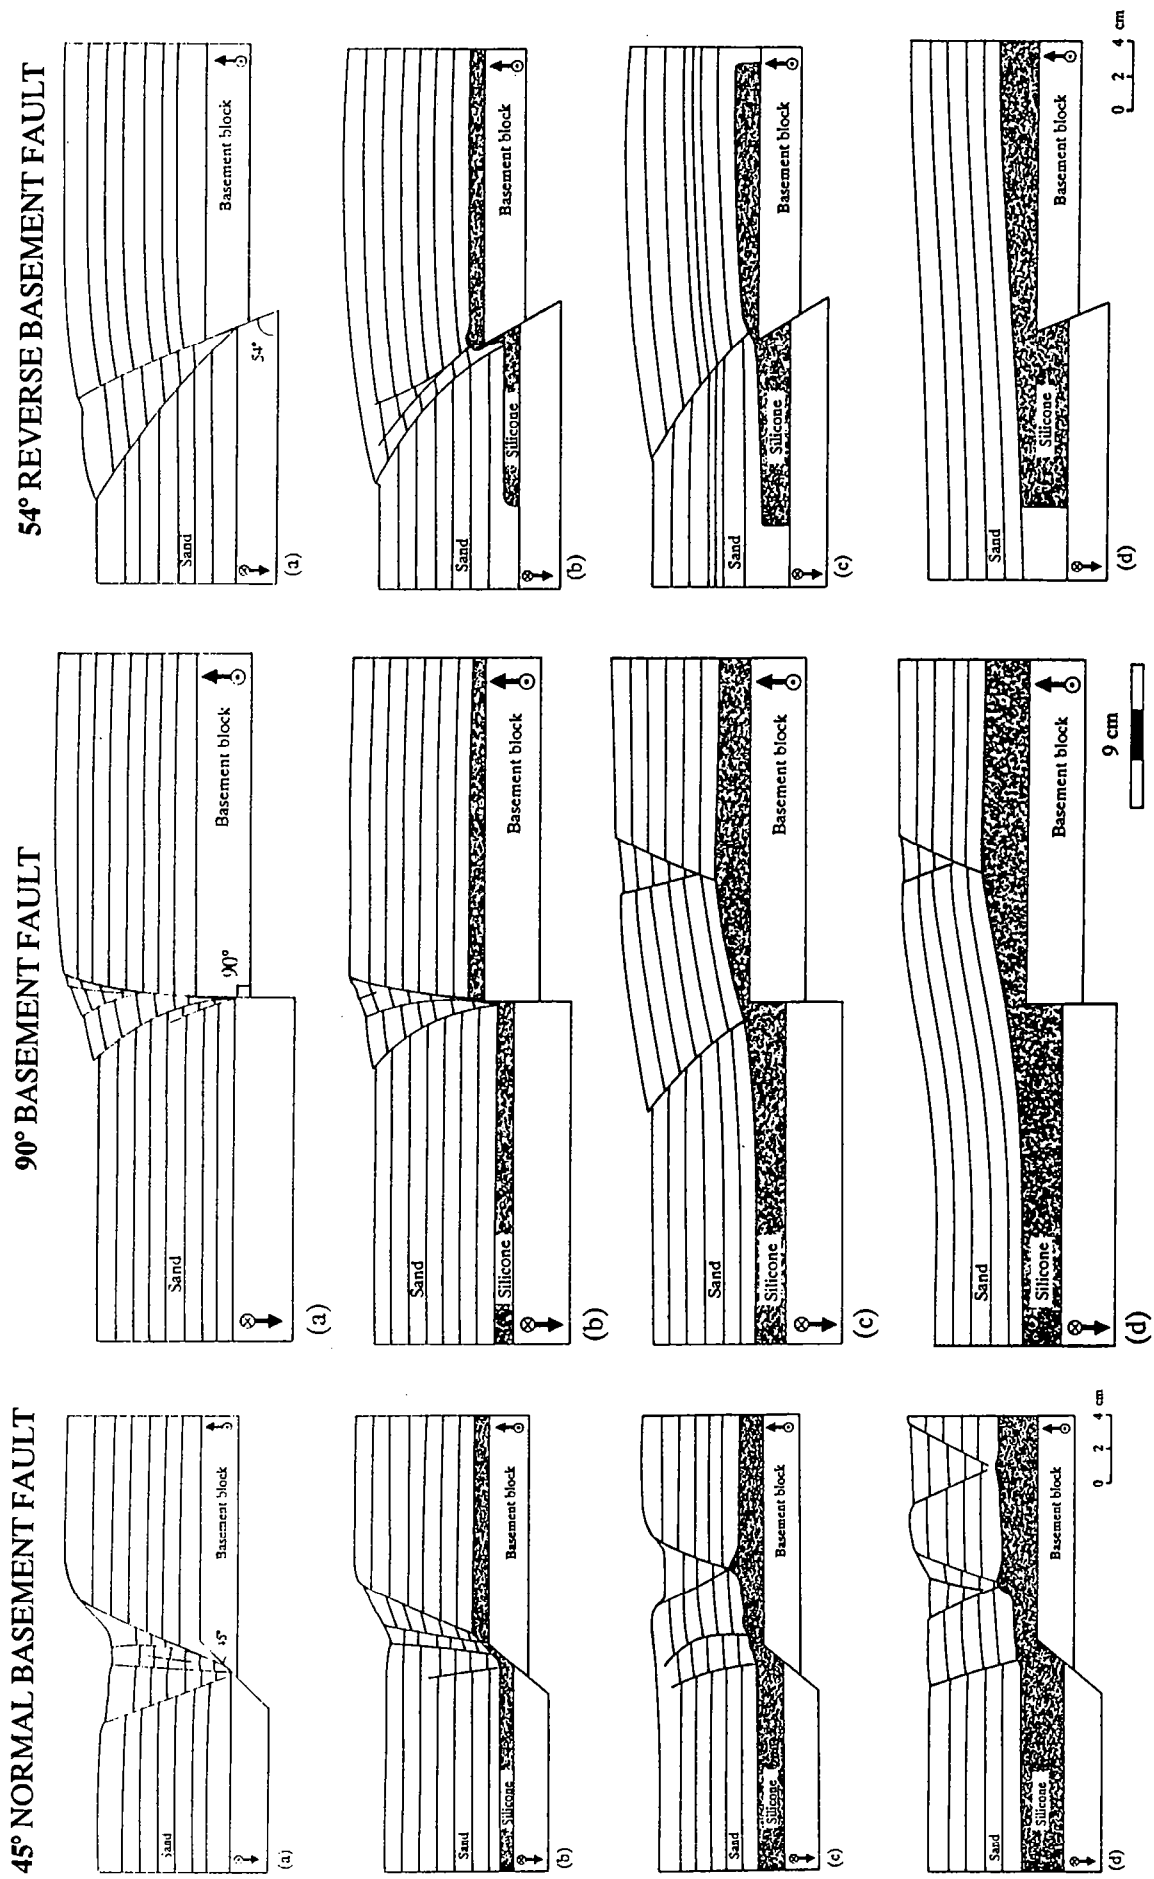 45° NORMAL BASEMENT FAULT
Sand
Basement block
45°
(a)
Sand
Silicone
Basement block
(b)
Sand
Silicone
Basement block
(c)
Sand
Silicone
Basement block
(d)
0 2 4 cm
90° BASEMENT FAULT
Sand
Basement block
90°
(a)
Sand
Silicone
Basement block
(b)
Sand
Silicone
Basement block
(c)
Sand
Silicone
Basement block
(d)
9 cm
54° REVERSE BASEMENT FAULT
Sand
Basement block
54°
(a)
Sand
Silicone
Basement block
(b)
Sand
Silicone
Basement block
(c)
Sand
Silicone
Basement block
(d)
0 2 4 cm